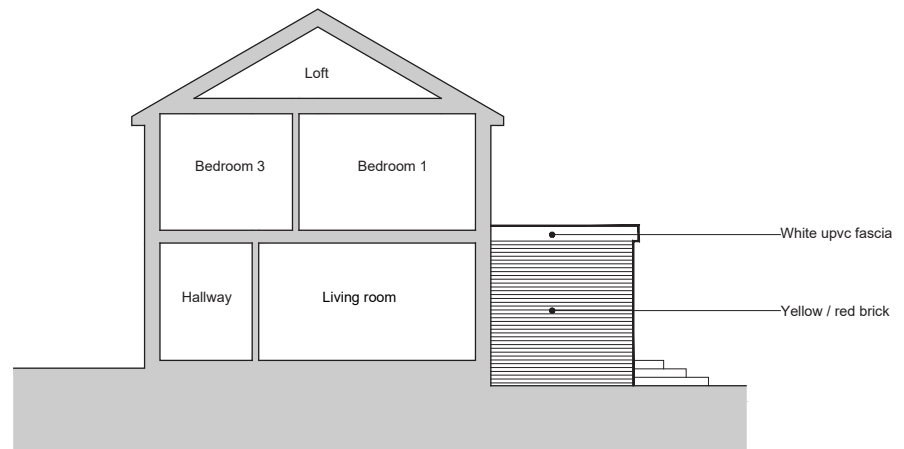 Loft
Bedroom 3
Bedroom 1
White upvc fascia
Hallway
Living room
Yellow / red brick